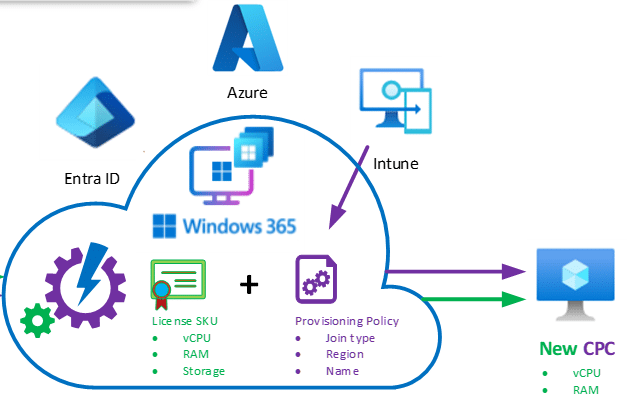 Azure
Intune
Entra ID
Windows 365
+
License SKU
• vCPU
• RAM
• Storage
Provisioning Policy
• Join type
• Region
• Name
New CPC
• vCPU
• RAM